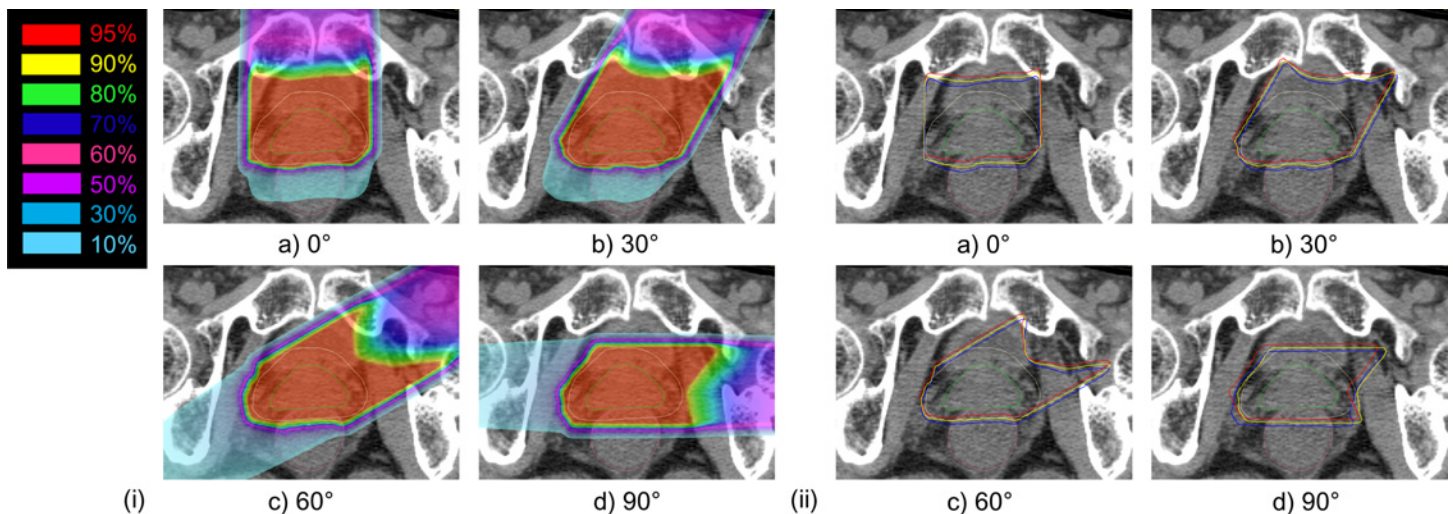 95%
90%
80%
70%
60%
50%
30%
10%
a) 0°
b) 30°
a) 0°
b) 30°
(i)
c) 60°
d) 90°
(ii)
c) 60°
d) 90°